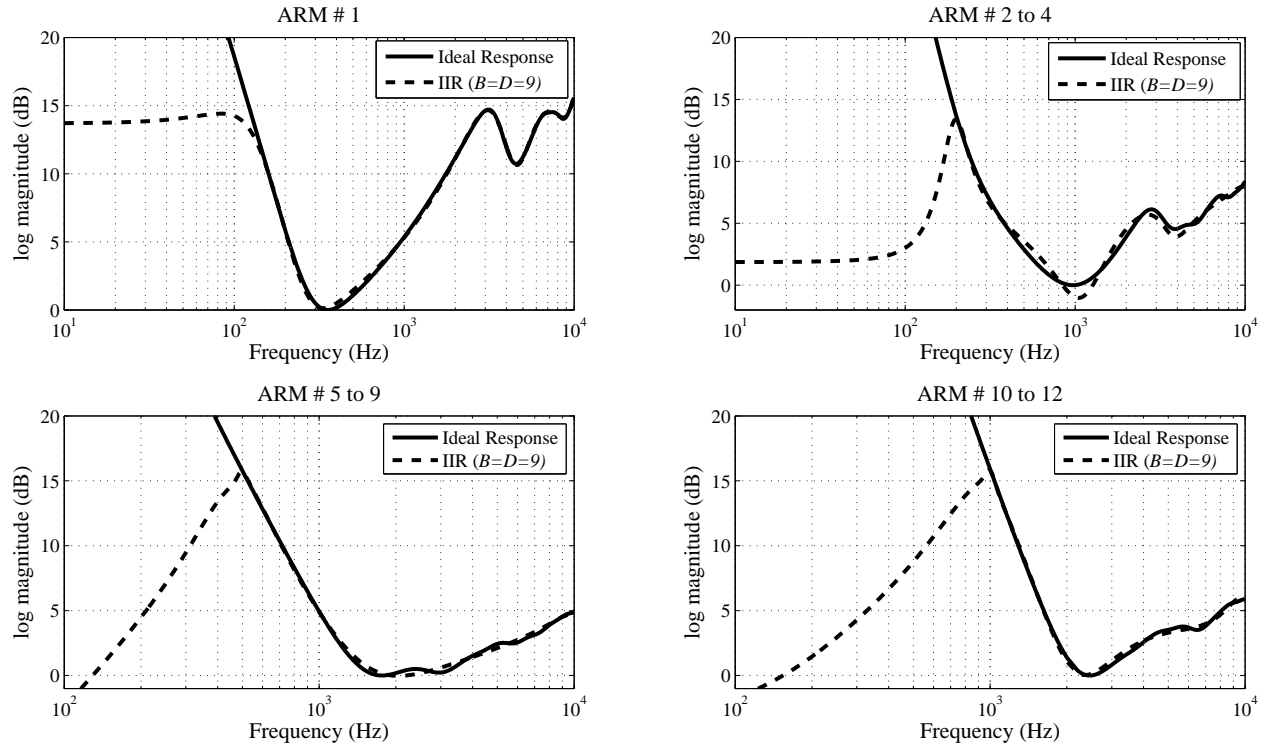 ARM # 1
20
15
10
5
0
log magnitude (dB)
10^1
10^2
10^3
10^4
Frequency (Hz)
Ideal Response
IIR (B=D=9)
ARM # 2 to 4
20
15
10
5
0
log magnitude (dB)
10^1
10^2
10^3
10^4
Frequency (Hz)
Ideal Response
IIR (B=D=9)
ARM # 5 to 9
20
15
10
5
0
log magnitude (dB)
10^2
10^3
10^4
Frequency (Hz)
Ideal Response
IIR (B=D=9)
ARM # 10 to 12
20
15
10
5
0
log magnitude (dB)
10^2
10^3
10^4
Frequency (Hz)
Ideal Response
IIR (B=D=9)